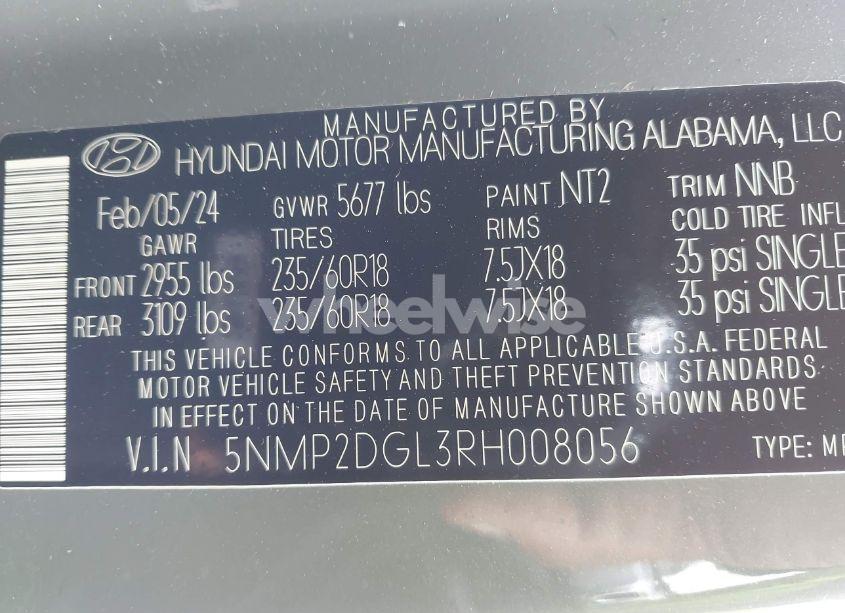 MANUFACTURED BY
HYUNDAI MOTOR MANUFACTURING ALABAMA, LLC
Feb/05/24 GVWR 5677 lbs PAINT NT2 TRIM NNB
GAWR TIRES RIMS COLD TIRE INFL
FRONT 2955 lbs 235/60R18 7.5JX18 35 psi SINGLE
REAR 3109 lbs 235/60R18 7.5JX18 35 psi SINGLE
wheelwise
THIS VEHICLE CONFORMS TO ALL APPLICABLE U.S.A. FEDERAL
MOTOR VEHICLE SAFETY AND THEFT PREVENTION STANDARDS
IN EFFECT ON THE DATE OF MANUFACTURE SHOWN ABOVE
V.I.N 5NMP2DGL3RH008056 TYPE: MP